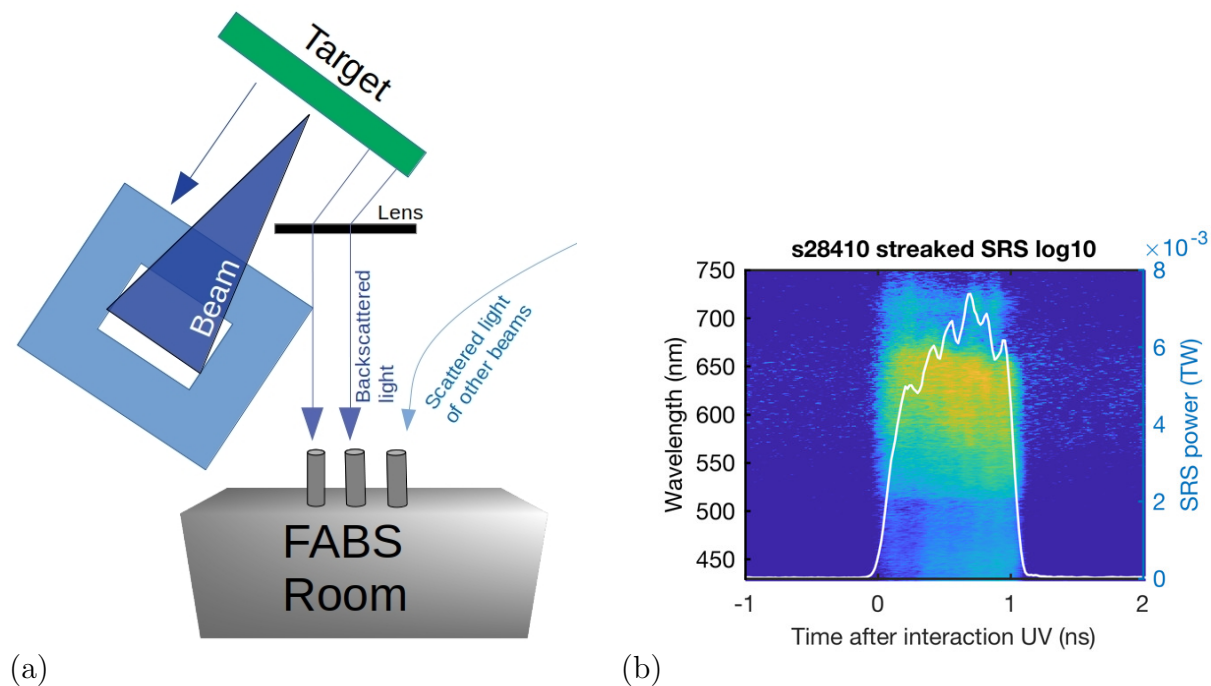 Target
Lens
Beam
Backscattered
light
Scattered light
of other beams
FABS
Room
(a)
s28410 streaked SRS log10
×10⁻³
Wavelength (nm)
750
700
650
600
550
500
450
8
6
4
2
0
SRS power (TW)
-1
0
1
2
Time after interaction UV (ns)
(b)